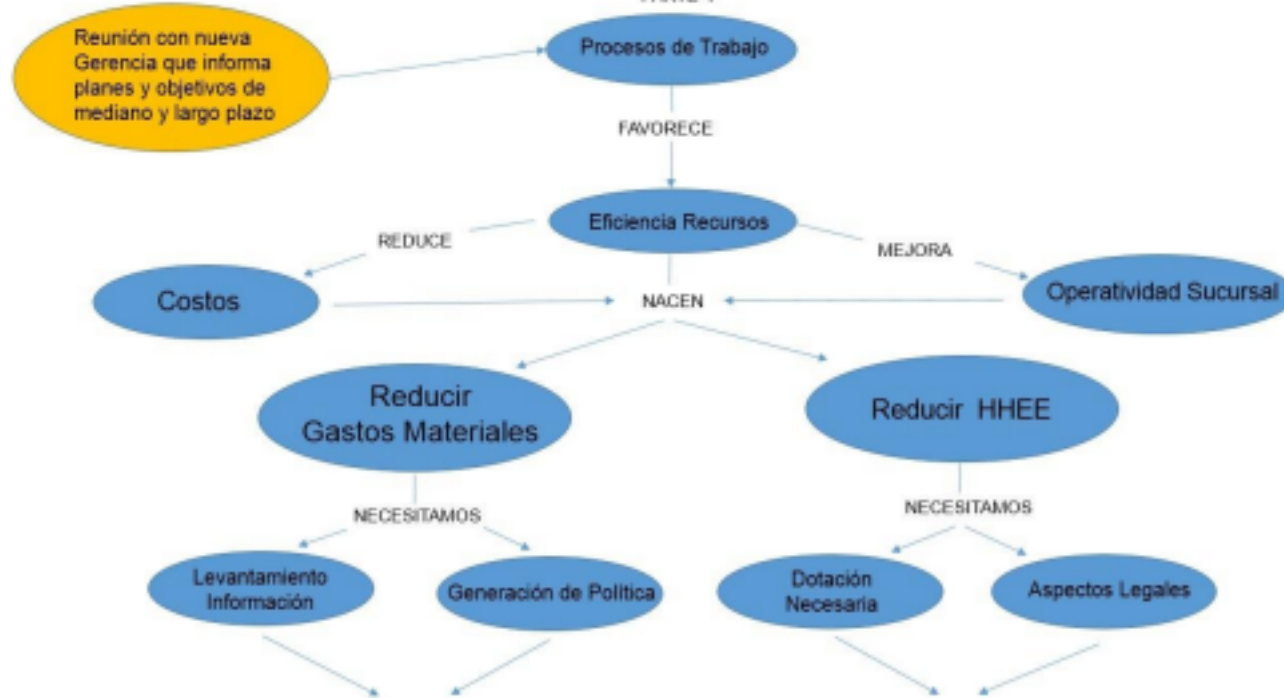 Reunión con nueva
Gerencia que informa
planes y objetivos de
mediano y largo plazo
Procesos de Trabajo
FAVORECE
Eficiencia Recursos
REDUCE
MEJORA
Costos
NACEN
Operatividad Sucursal
Reducir
Gastos Materiales
Reducir HHEE
NECESITAMOS
NECESITAMOS
Levantamiento
Información
Generación de Política
Dotación
Necesaria
Aspectos Legales